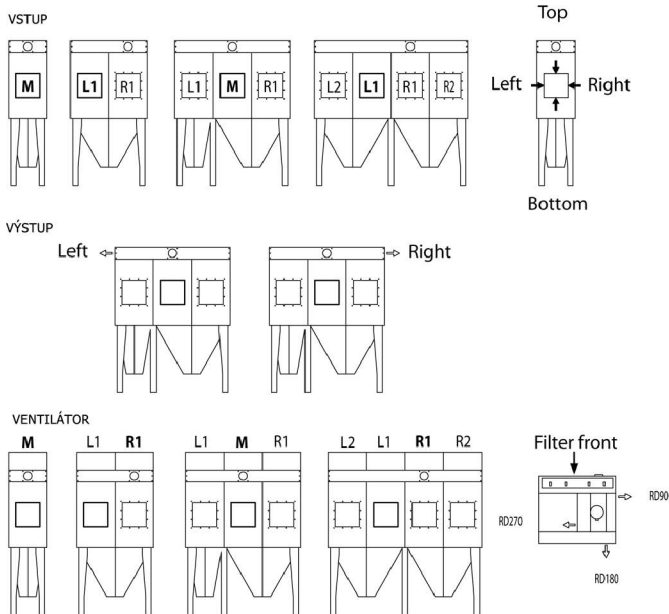 VSTUP
Top
M L1 R1 L1 M R1 L2 L1 R1 R2
Left Right
Bottom
VÝSTUP
Left Right
VENTILÁTOR
M L1 R1 L1 M R1 L2 L1 R1 R2
Filter front
RD90
RD270
RD180